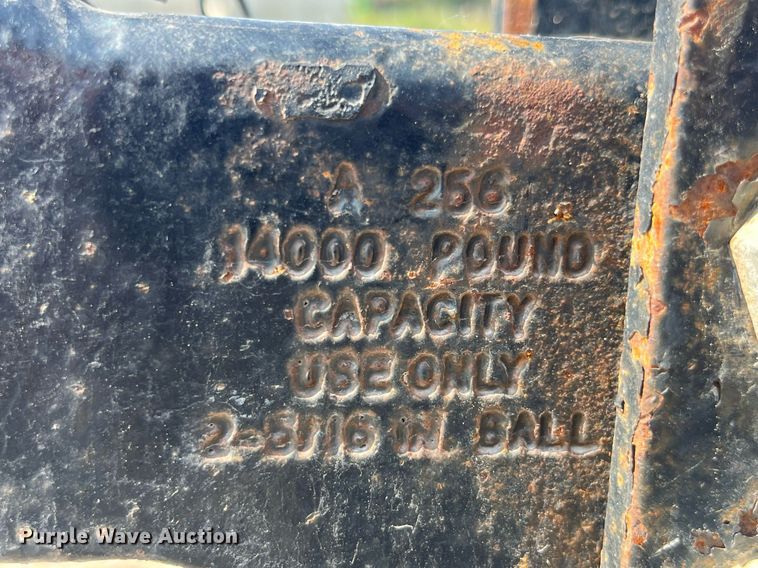 A 256
14000 POUND
CAPACITY
USE ONLY
2-5/16 IN. BALL
Purple Wave Auction